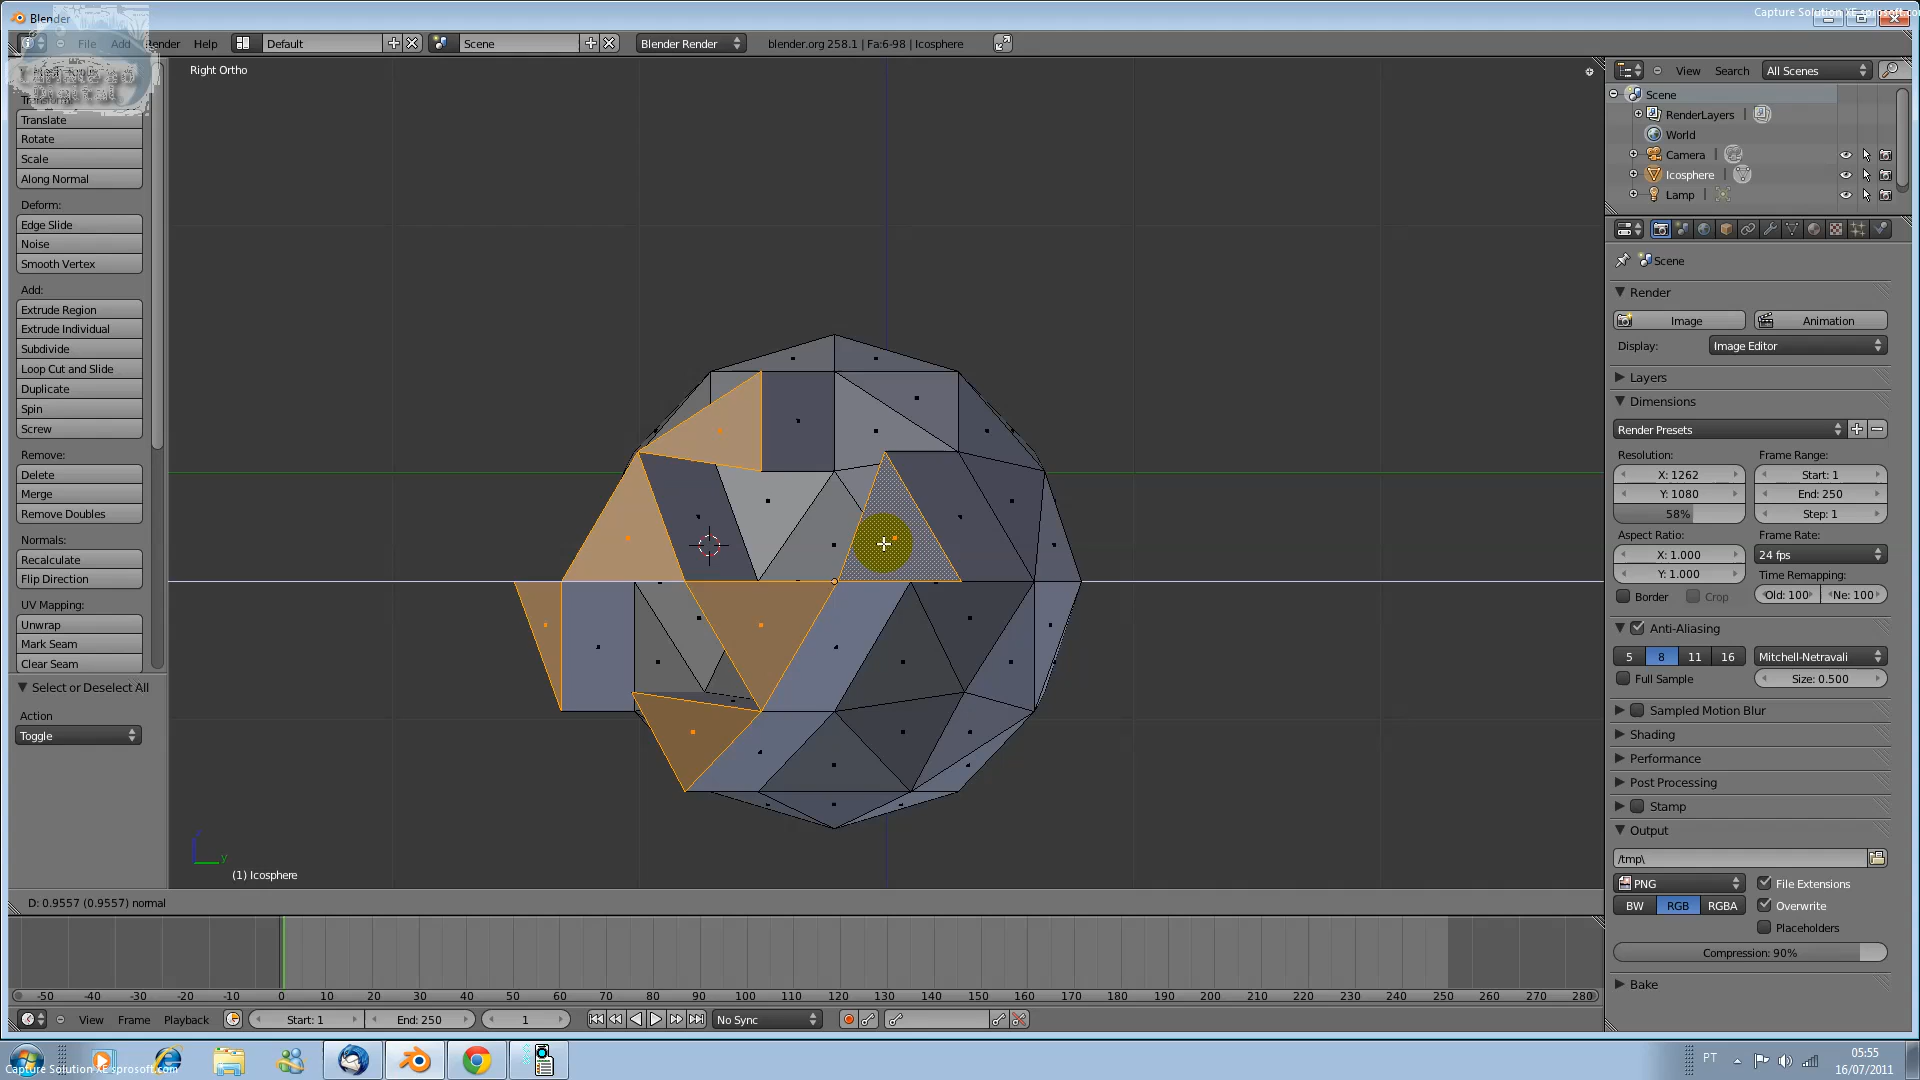 Blender
Capture Solution XE sprosoft.co
File Add Render Help Default Scene Blender Render blender.org 258.1 | Fa:6-98 | Icosphere
Right Ortho
View Search All Scenes
Scene
RenderLayers
World
Camera
Icosphere
Lamp
Translate
Rotate
Scale
Along Normal
Deform:
Edge Slide
Noise
Smooth Vertex
Add:
Extrude Region
Extrude Individual
Subdivide
Loop Cut and Slide
Duplicate
Spin
Screw
Remove:
Delete
Merge
Remove Doubles
Normals:
Recalculate
Flip Direction
UV Mapping:
Unwrap
Mark Seam
Clear Seam
Select or Deselect All
Action
Toggle
Scene
Render
Image Animation
Display: Image Editor
Layers
Dimensions
Render Presets
Resolution: Frame Range:
X: 1262 Start: 1
Y: 1080 End: 250
58% Step: 1
Aspect Ratio: Frame Rate:
X: 1.000 24 fps
Y: 1.000 Time Remapping:
Border Crop Old: 100 Ne: 100
Anti-Aliasing
5 8 11 16 Mitchell-Netravali
Full Sample Size: 0.500
Sampled Motion Blur
Shading
Performance
Post Processing
Stamp
Output
/tmp\
PNG File Extensions
BW RGB RGBA Overwrite
Placeholders
Compression: 90%
Bake
z
y
(1) Icosphere
D: 0.9557 (0.9557) normal
-50 -40 -30 -20 -10 0 10 20 30 40 50 60 70 80 90 100 110 120 130 140 150 160 170 180 190 200 210 220 230 240 250 260 270 280
View Frame Playback Start: 1 End: 250 1 No Sync
Capture Solution XE sprosoft.com
PT
05:55
16/07/2011